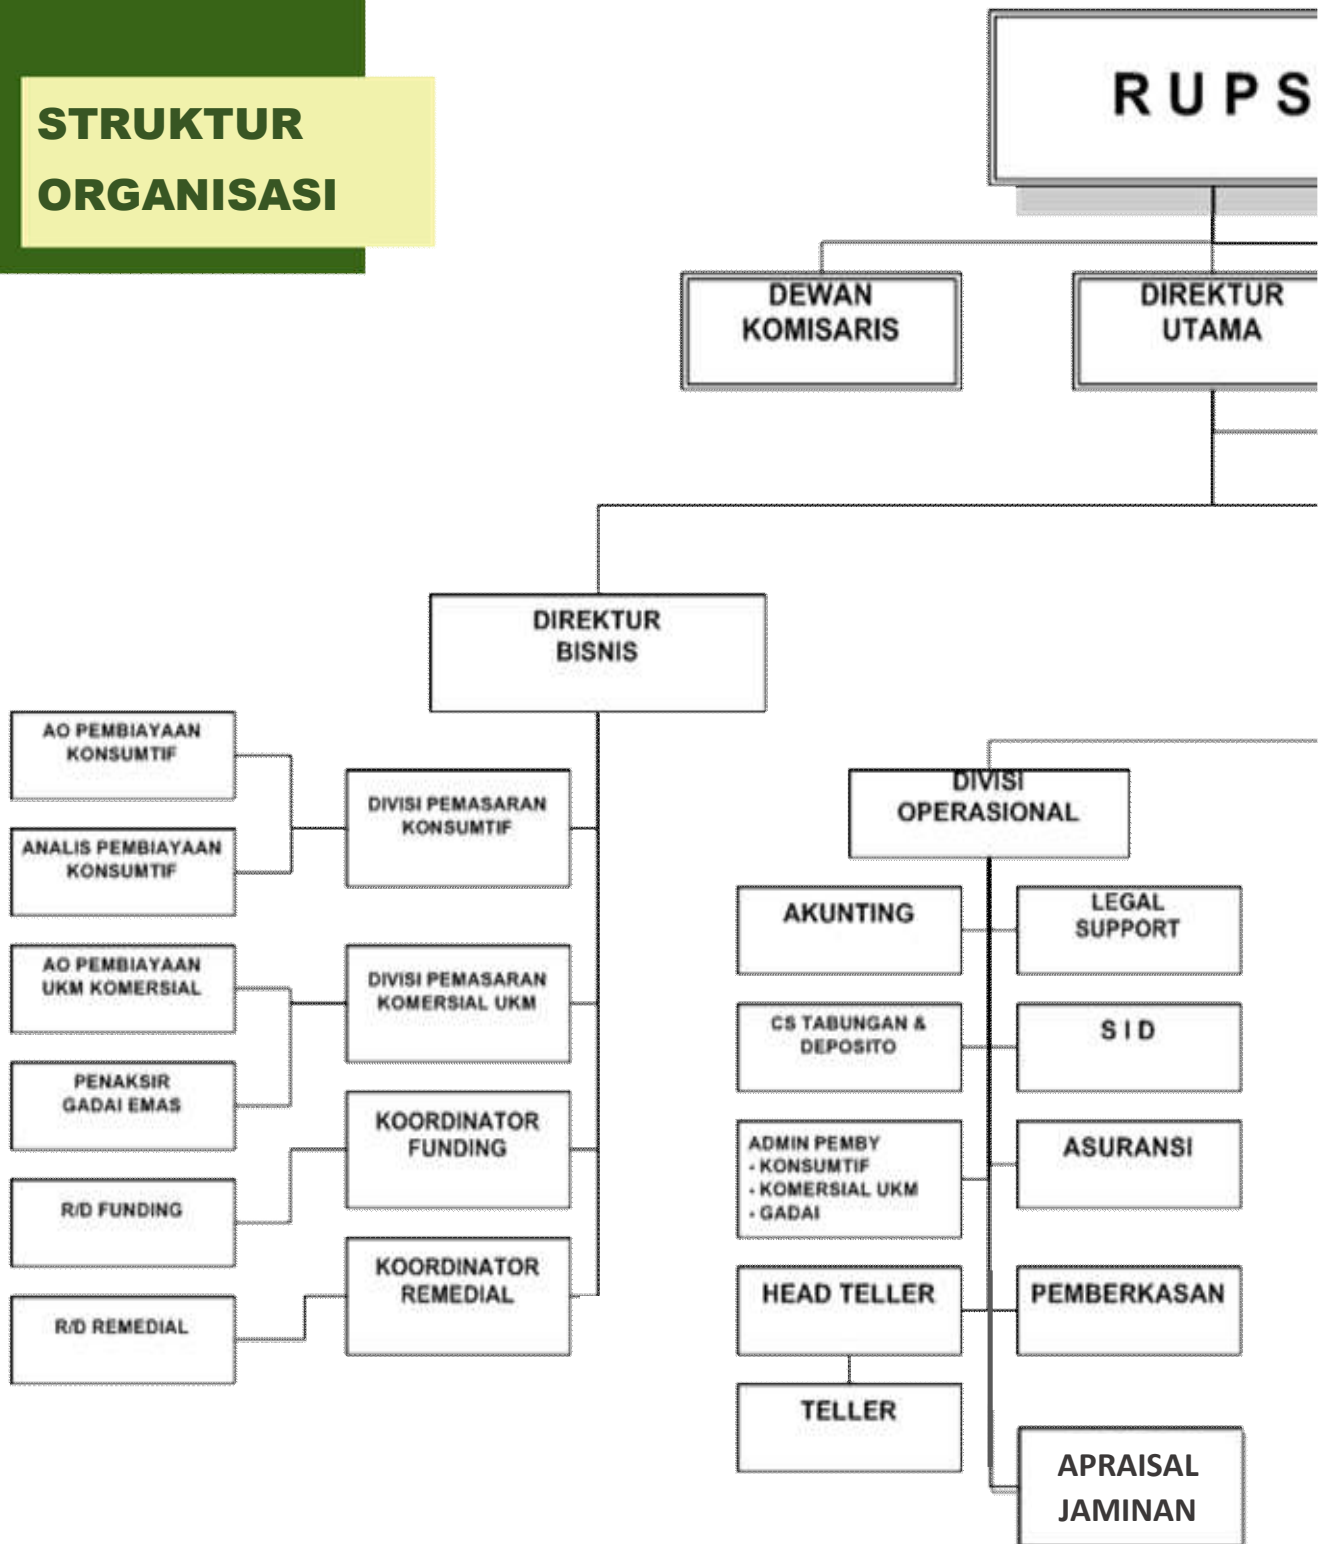 STRUKTUR
ORGANISASI
R U P S
DEWAN
KOMISARIS
DIREKTUR
UTAMA
DIREKTUR
BISNIS
AO PEMBIAYAAN
KONSUMTIF
ANALIS PEMBIAYAAN
KONSUMTIF
DIVISI PEMASARAN
KONSUMTIF
AO PEMBIAYAAN
UKM KOMERSIAL
PENAKSIR
GADAI EMAS
DIVISI PEMASARAN
KOMERSIAL UKM
R/D FUNDING
KOORDINATOR
FUNDING
R/D REMEDIAL
KOORDINATOR
REMEDIAL
DIVISI
OPERASIONAL
AKUNTING
LEGAL
SUPPORT
CS TABUNGAN &
DEPOSITO
S I D
ADMIN PEMBY
- KONSUMTIF
- KOMERSIAL UKM
- GADAI
ASURANSI
HEAD TELLER
PEMBERKASAN
TELLER
APRAISAL
JAMINAN